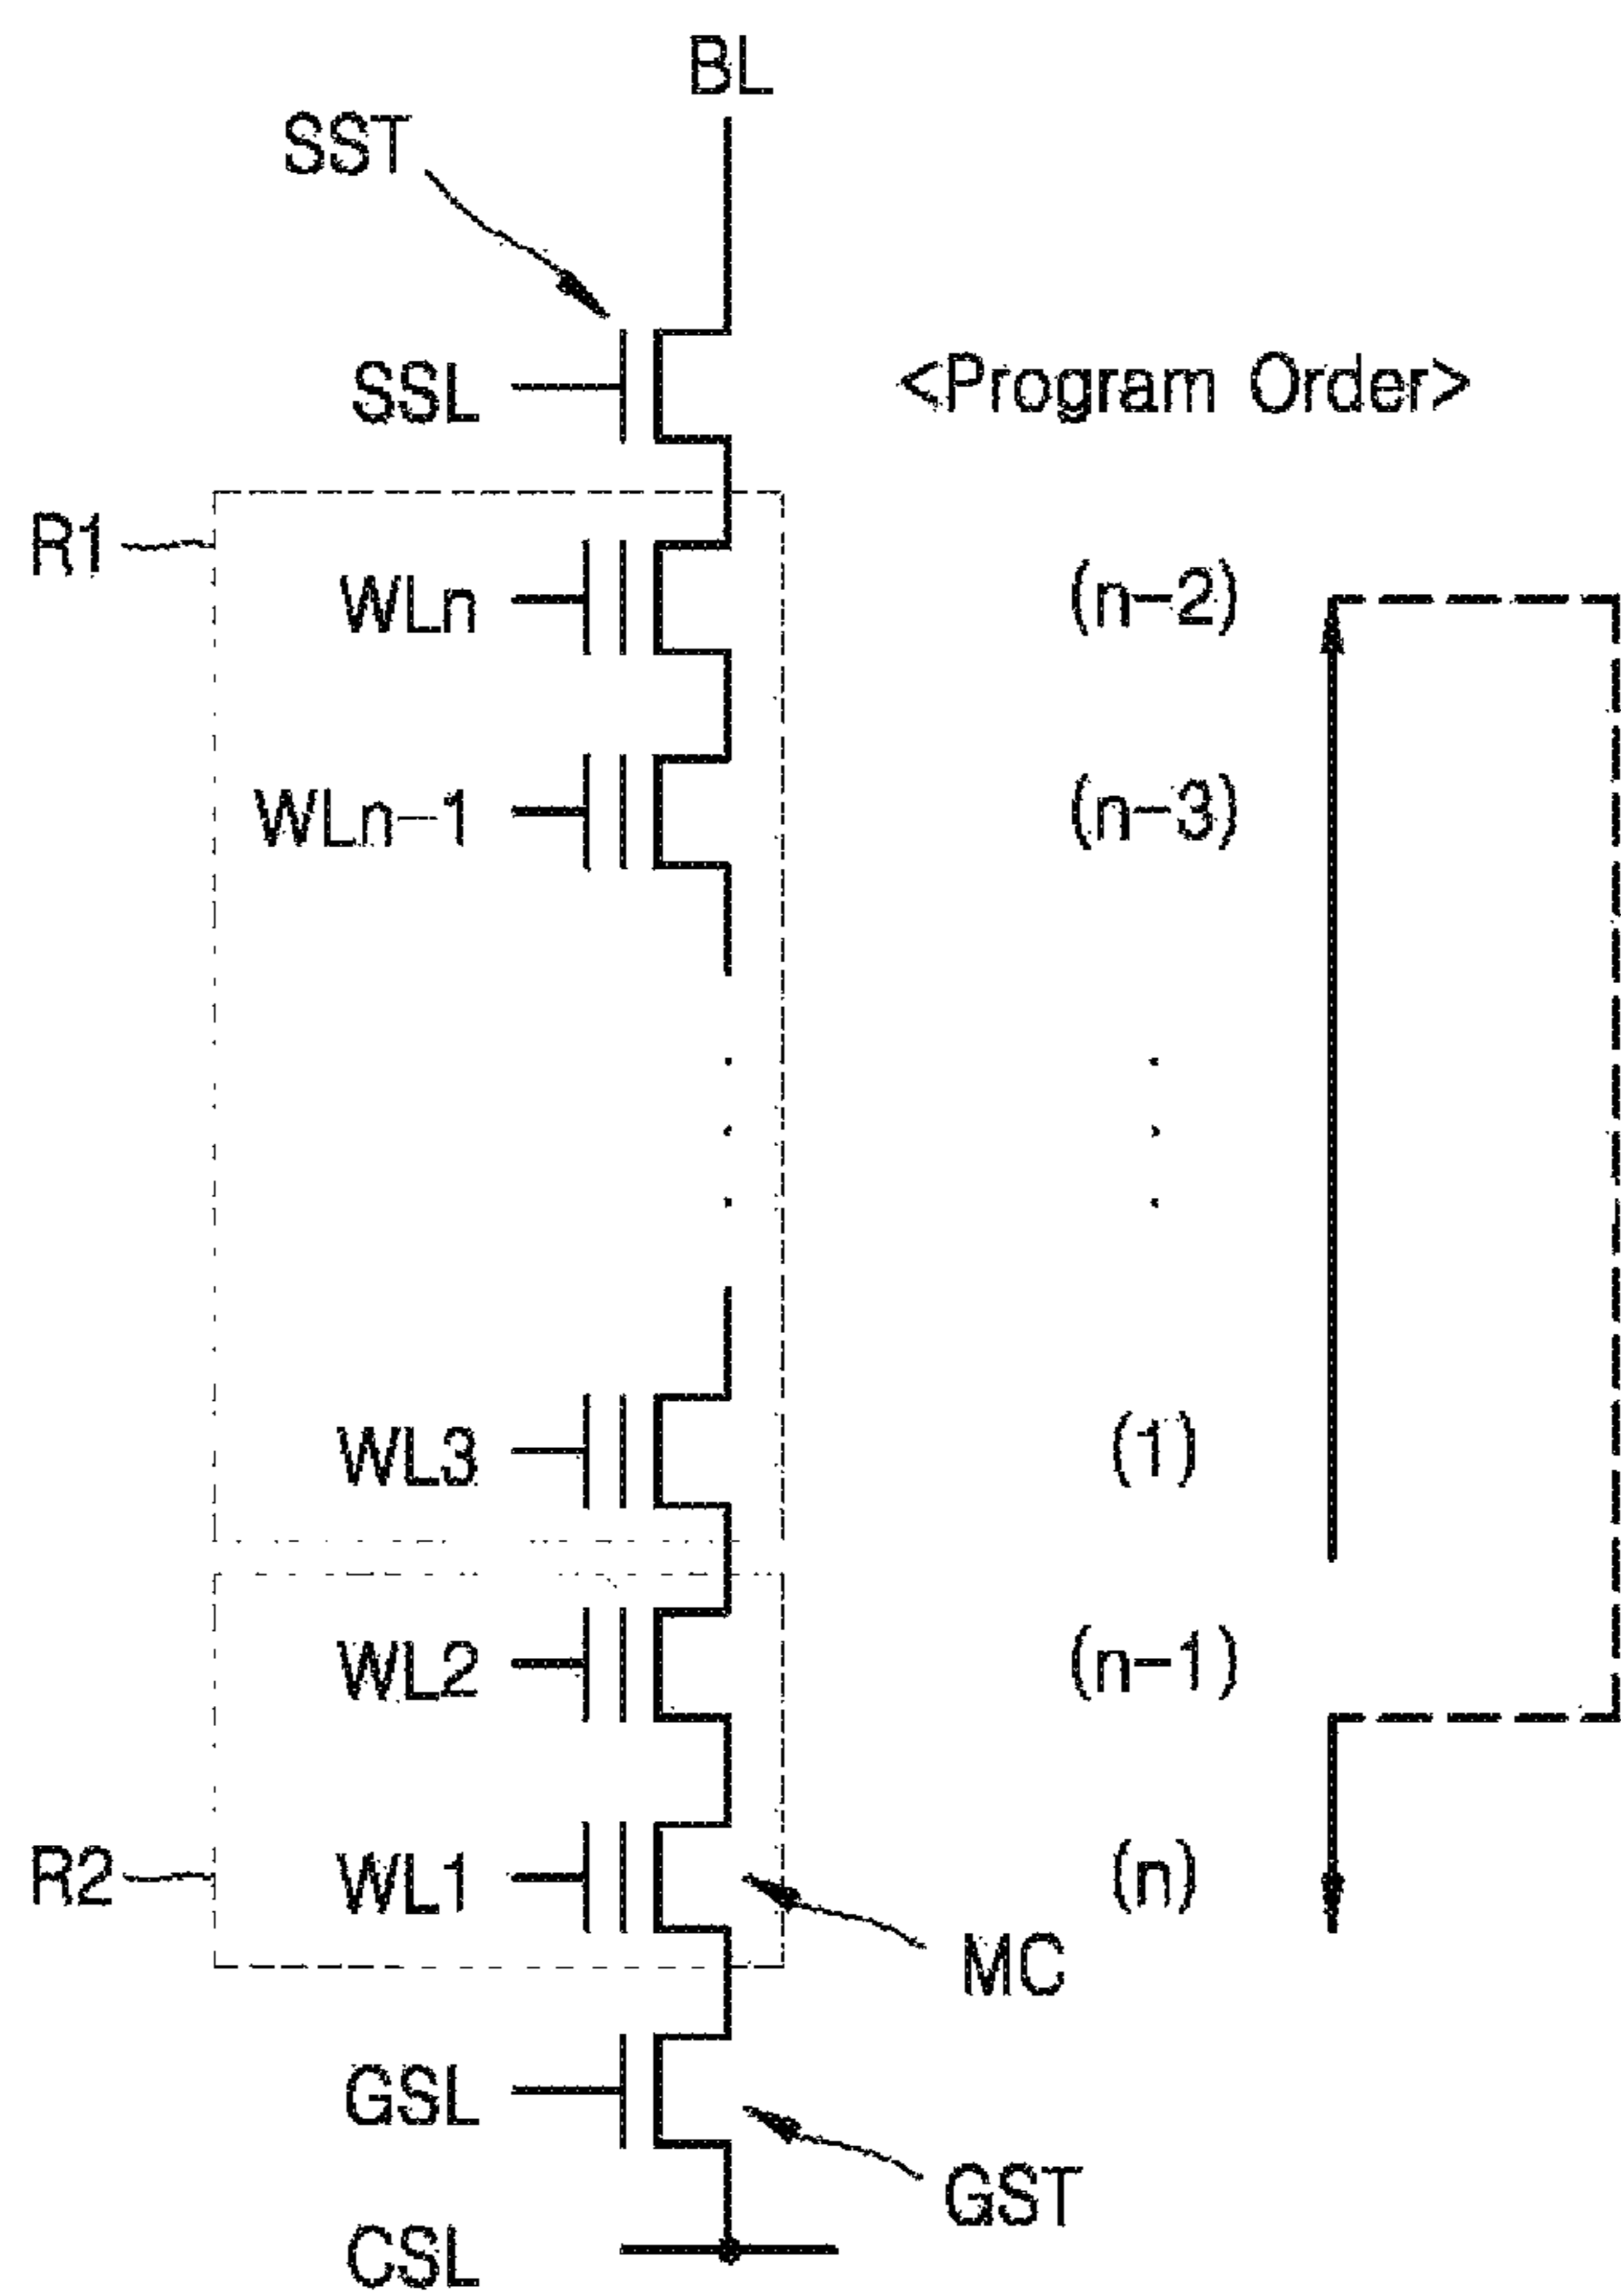 BL
SST
SSL
<Program Order>
R1
WLn
(n-2)
WLn-1
(n-3)
WL3
(1)
WL2
(n-1)
R2
WL1
(n)
MC
GSL
GST
CSL